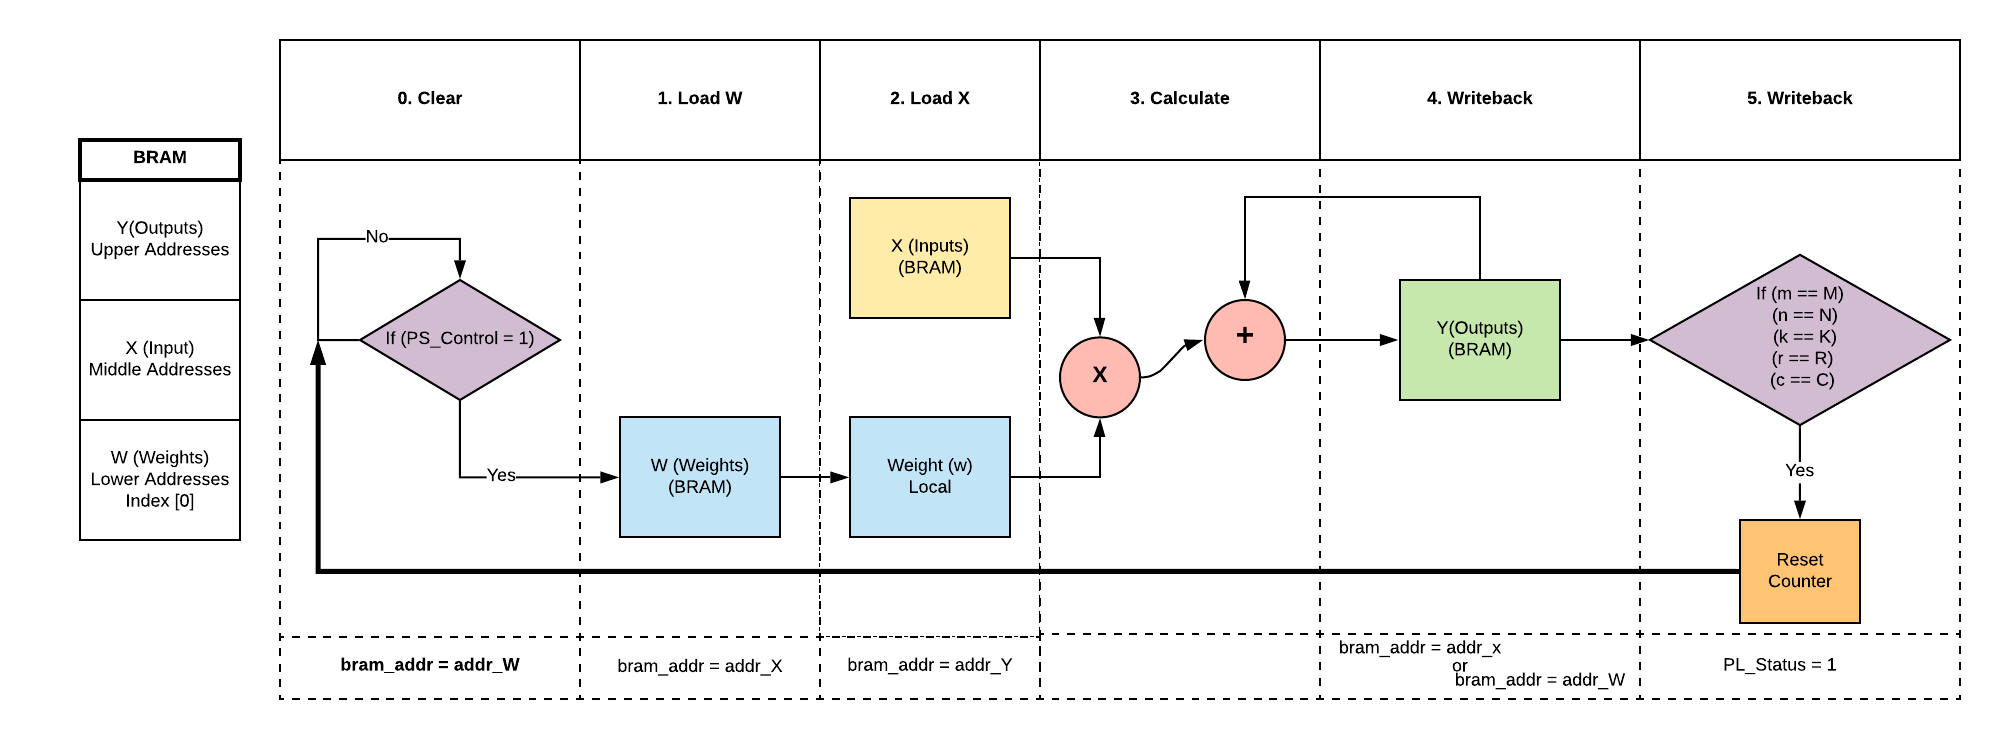 0. Clear
1. Load W
2. Load X
3. Calculate
4. Writeback
5. Writeback
BRAM
Y(Outputs)
Upper Addresses
X (Input)
Middle Addresses
W (Weights)
Lower Addresses
Index [0]
No
If (PS_Control = 1)
Yes
W (Weights)
(BRAM)
X (Inputs)
(BRAM)
Weight (w)
Local
X
+
Y(Outputs)
(BRAM)
If (m == M)
(n == N)
(k == K)
(r == R)
(c == C)
Yes
Reset
Counter
bram_addr = addr_W
bram_addr = addr_X
bram_addr = addr_Y
bram_addr = addr_x
or
bram_addr = addr_W
PL_Status = 1